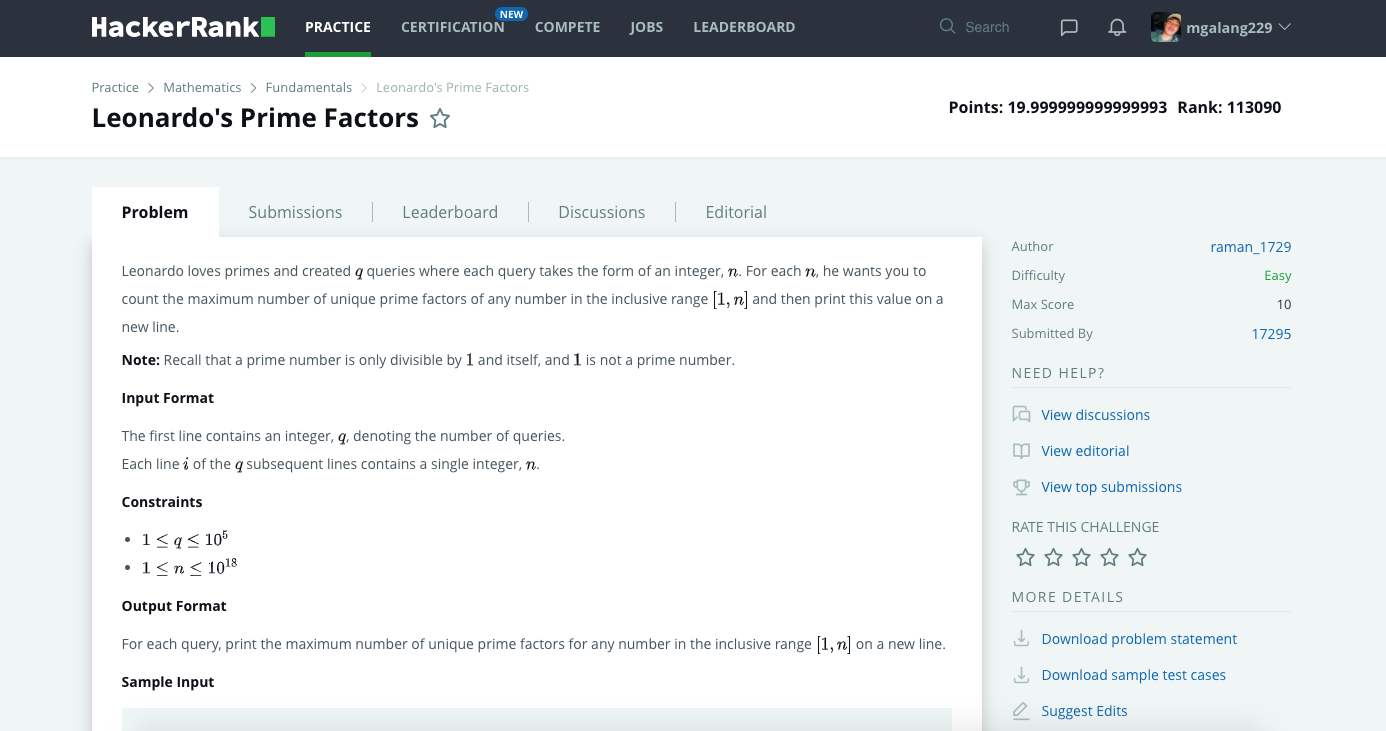 HackerRank PRACTICE CERTIFICATION NEW COMPETE JOBS LEADERBOARD Search mgalang229
Practice > Mathematics > Fundamentals > Leonardo's Prime Factors
Leonardo's Prime Factors
Points: 19.999999999999993 Rank: 113090
Problem Submissions Leaderboard Discussions Editorial
Leonardo loves primes and created q queries where each query takes the form of an integer, n. For each n, he wants you to
count the maximum number of unique prime factors of any number in the inclusive range [1, n] and then print this value on a
new line.
Note: Recall that a prime number is only divisible by 1 and itself, and 1 is not a prime number.
Input Format
The first line contains an integer, q, denoting the number of queries.
Each line i of the q subsequent lines contains a single integer, n.
Constraints
• 1 ≤ q ≤ 10⁵
• 1 ≤ n ≤ 10¹⁸
Output Format
For each query, print the maximum number of unique prime factors for any number in the inclusive range [1, n] on a new line.
Sample Input
Author raman_1729
Difficulty Easy
Max Score 10
Submitted By 17295
NEED HELP?
View discussions
View editorial
View top submissions
RATE THIS CHALLENGE
MORE DETAILS
Download problem statement
Download sample test cases
Suggest Edits